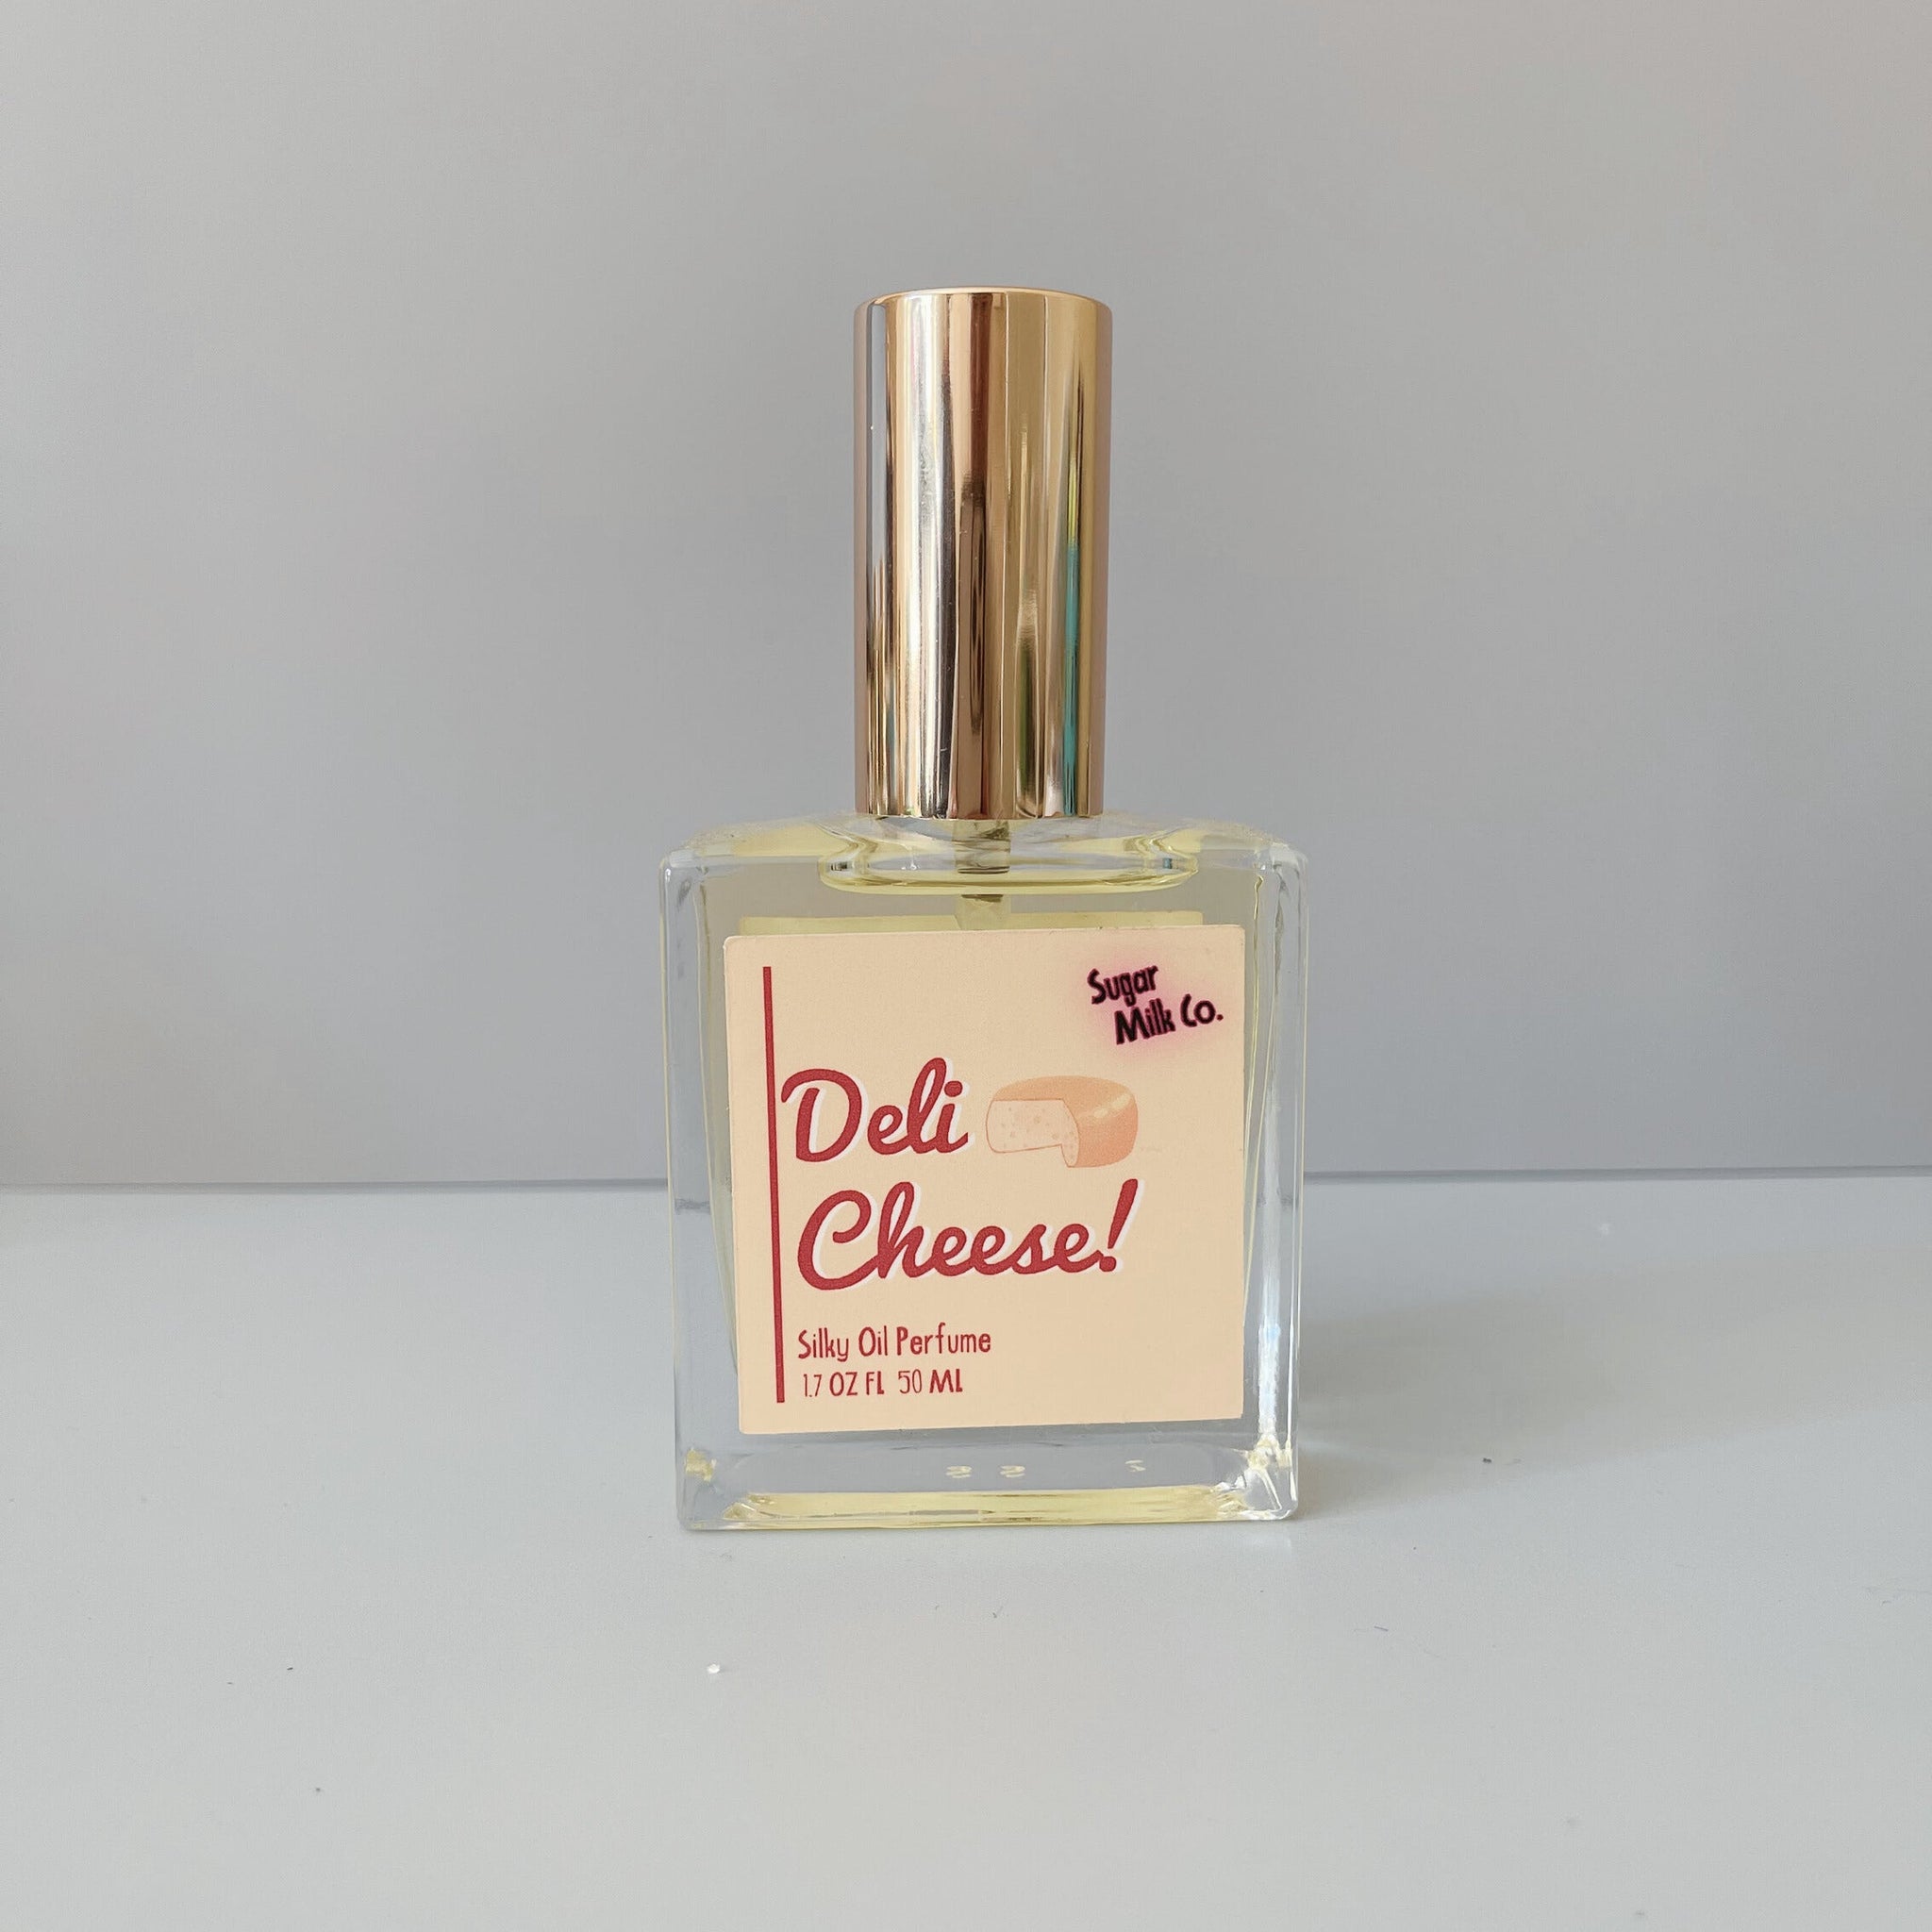 Sugar
Milk Co.
Deli
Cheese!
Silky Oil Perfume
1.7 OZ FL 50 ML